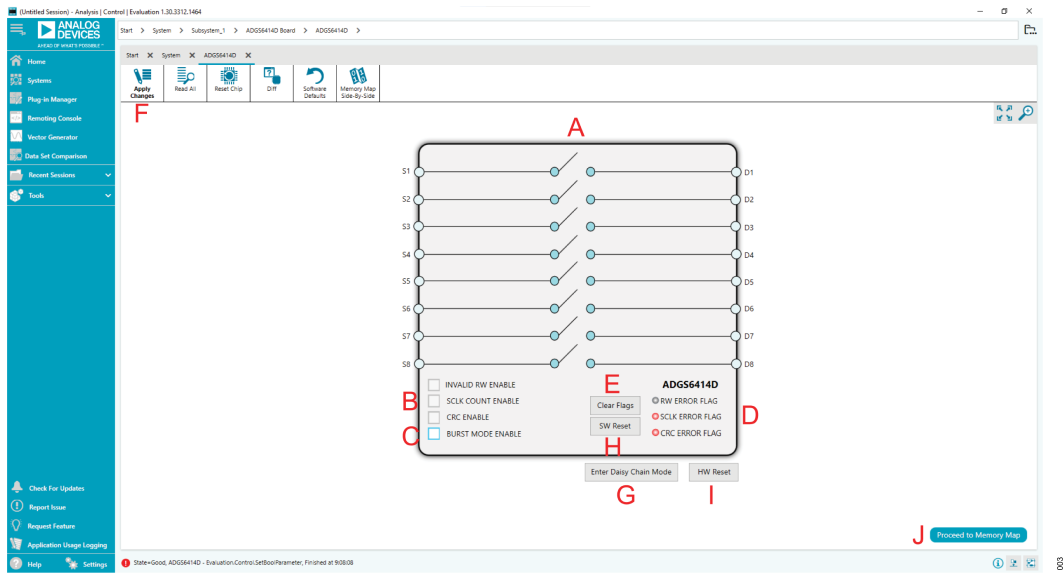 (Untitled Session) - Analysis | Control | Evaluation 1.30.3312.1464
ANALOG
DEVICES
AHEAD OF WHAT'S POSSIBLE™
Start > System > Subsystem_1 > ADGS6414D Board > ADGS6414D >
Home
Systems
Plug-in Manager
Remoting Console
Vector Generator
Data Set Comparison
Recent Sessions
Tools
Check For Updates
Report Issue
Request Feature
Application Usage Logging
Help Settings
Start System ADGS6414D
Apply Changes
Read All
Reset Chip
Diff
Software Defaults
Memory Map Side-By-Side
F
A
S1 D1
S2 D2
S3 D3
S4 D4
S5 D5
S6 D6
S7 D7
S8 D8
INVALID RW ENABLE
B SCLK COUNT ENABLE
CRC ENABLE
C BURST MODE ENABLE
E
Clear Flags
SW Reset
H
ADGS6414D
RW ERROR FLAG
SCLK ERROR FLAG
CRC ERROR FLAG
D
Enter Daisy Chain Mode HW Reset
G I
J Proceed to Memory Map
State=Good, ADGS6414D - Evaluation.Control.SetBoolParameter, Finished at 9:08:08
003